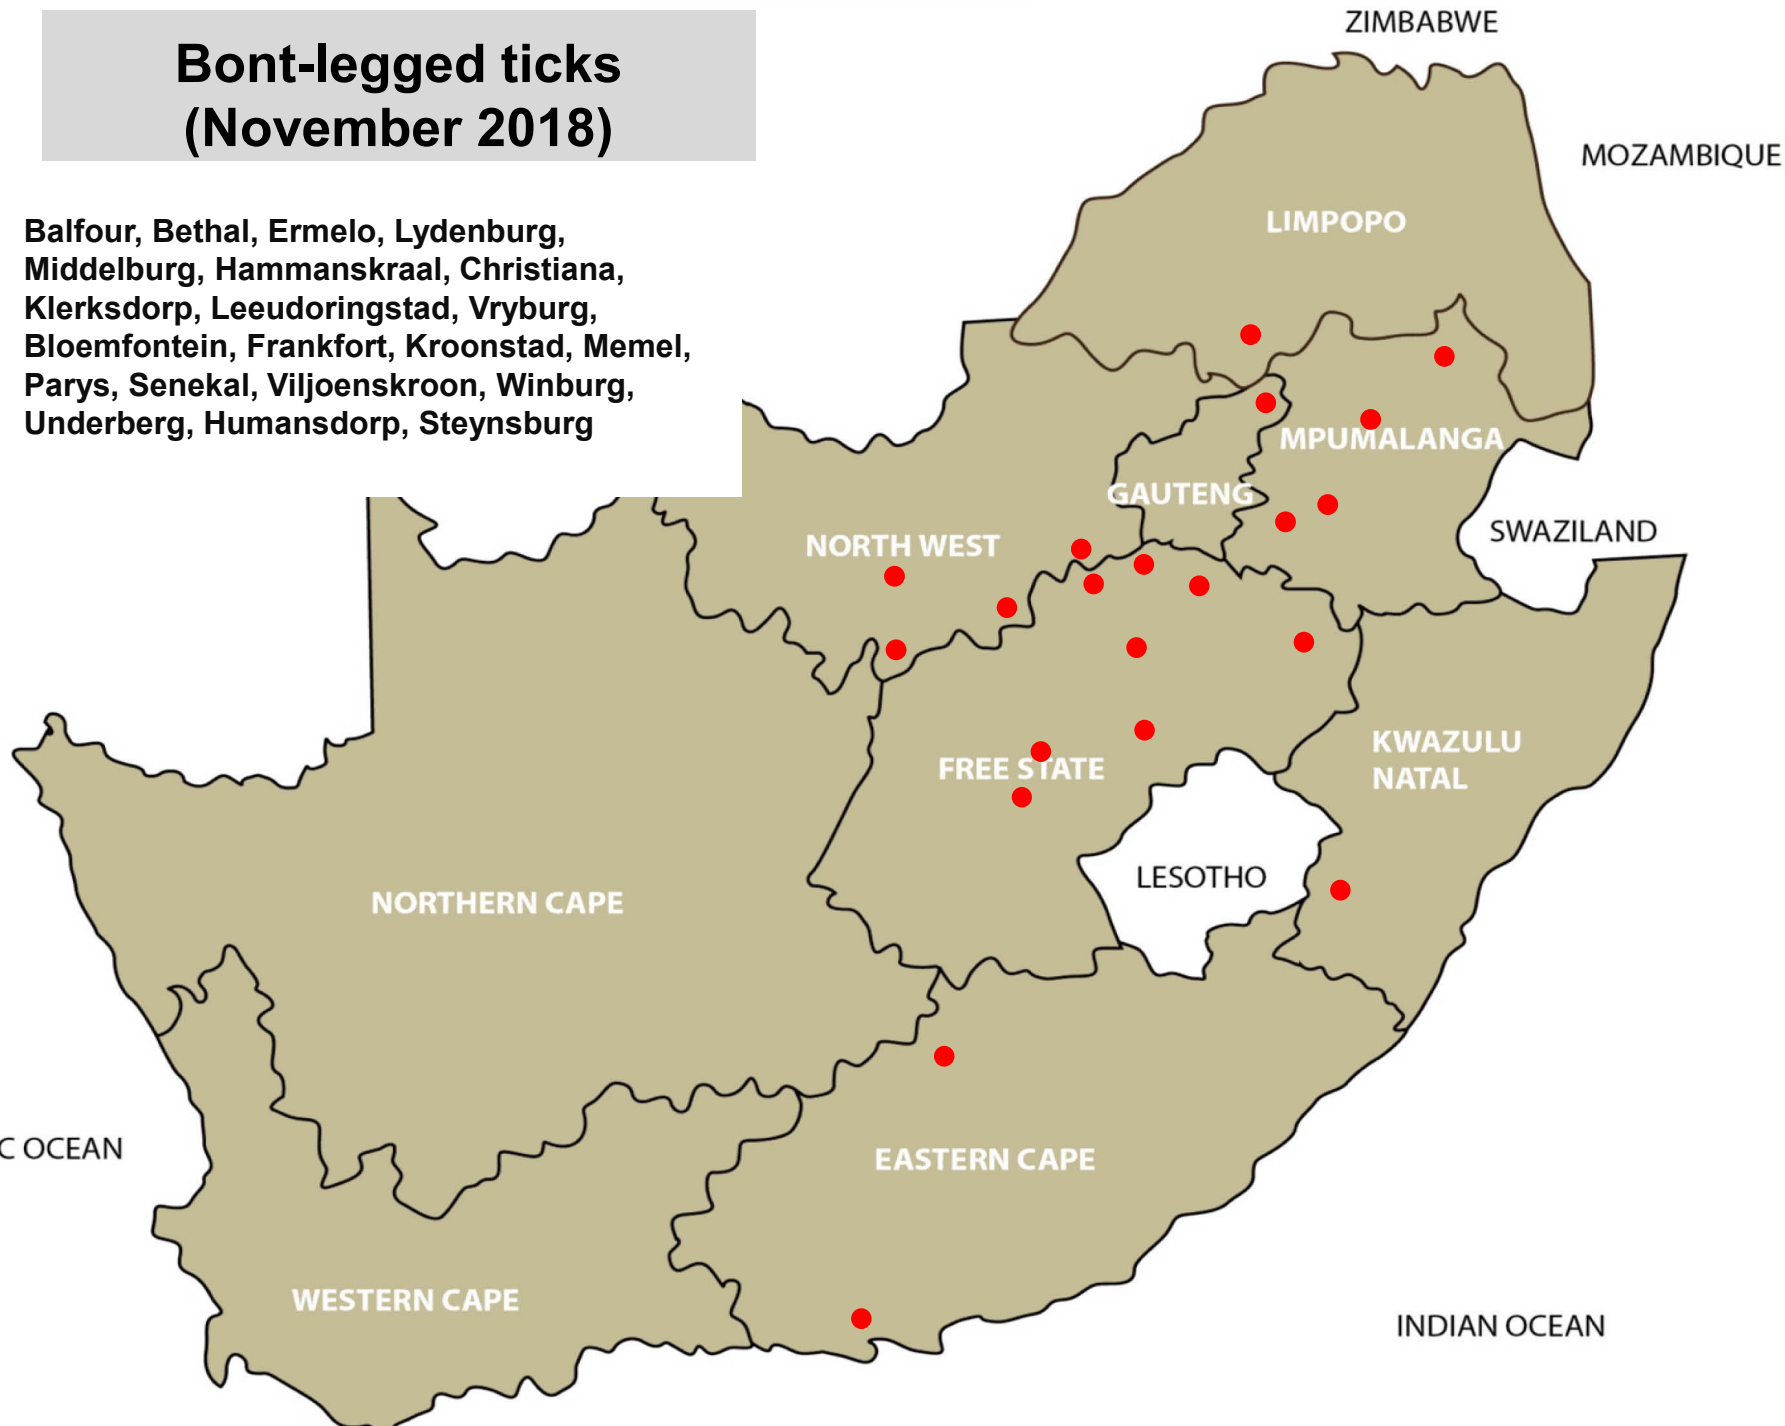 Bont-legged ticks
(November 2018)
Balfour, Bethal, Ermelo, Lydenburg,
Middelburg, Hammanskraal, Christiana,
Klerksdorp, Leeudoringstad, Vryburg,
Bloemfontein, Frankfort, Kroonstad, Memel,
Parys, Senekal, Viljoenskroon, Winburg,
Underberg, Humansdorp, Steynsburg
ZIMBABWE
MOZAMBIQUE
LIMPOPO
MPUMALANGA
GAUTENG
SWAZILAND
NORTH WEST
KWAZULU
NATAL
FREE STATE
LESOTHO
NORTHERN CAPE
C OCEAN
EASTERN CAPE
WESTERN CAPE
INDIAN OCEAN